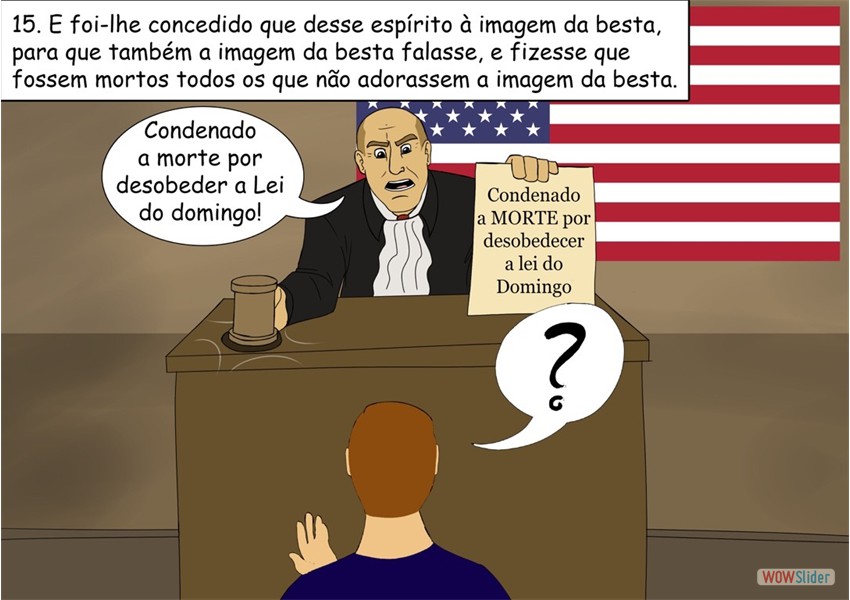 15. E foi-lhe concedido que desse espírito à imagem da besta,
para que também a imagem da besta falasse, e fizesse que
fossem mortos todos os que não adorassem a imagem da besta.
Condenado
a morte por
desobeder a Lei
do domingo!
Condenado
a MORTE por
desobedecer
a lei do
Domingo
?
WOWSlider